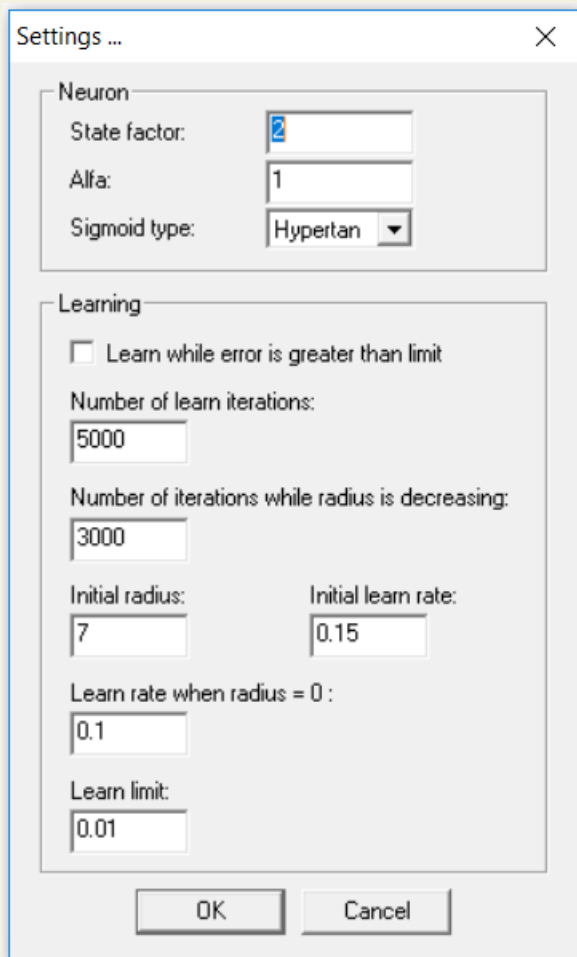 Settings ...
Neuron
State factor:
2
Alfa:
1
Sigmoid type:
Hypertan
Learning
Learn while error is greater than limit
Number of learn iterations:
5000
Number of iterations while radius is decreasing:
3000
Initial radius: Initial learn rate:
7 0.15
Learn rate when radius = 0 :
0.1
Learn limit:
0.01
OK Cancel